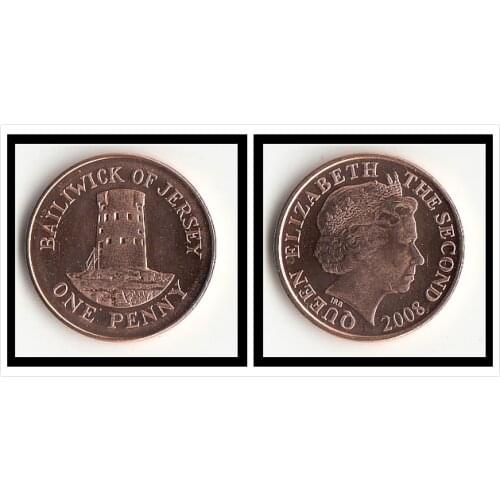 BAILIWICK OF JERSEY
ONE PENNY
QUEEN ELIZABETH THE SECOND
IRB
2008